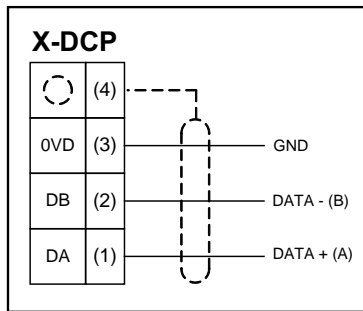 X-DCP
(4)
0VD (3) GND
DB (2) DATA - (B)
DA (1) DATA + (A)